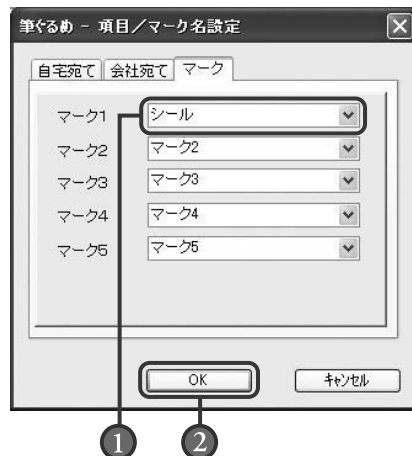 筆ぐるめ - 項目/マーク名設定
自宅宛て 会社宛て マーク
マーク1 シール
マーク2 マーク2
マーク3 マーク3
マーク4 マーク4
マーク5 マーク5
OK キャンセル
1 2